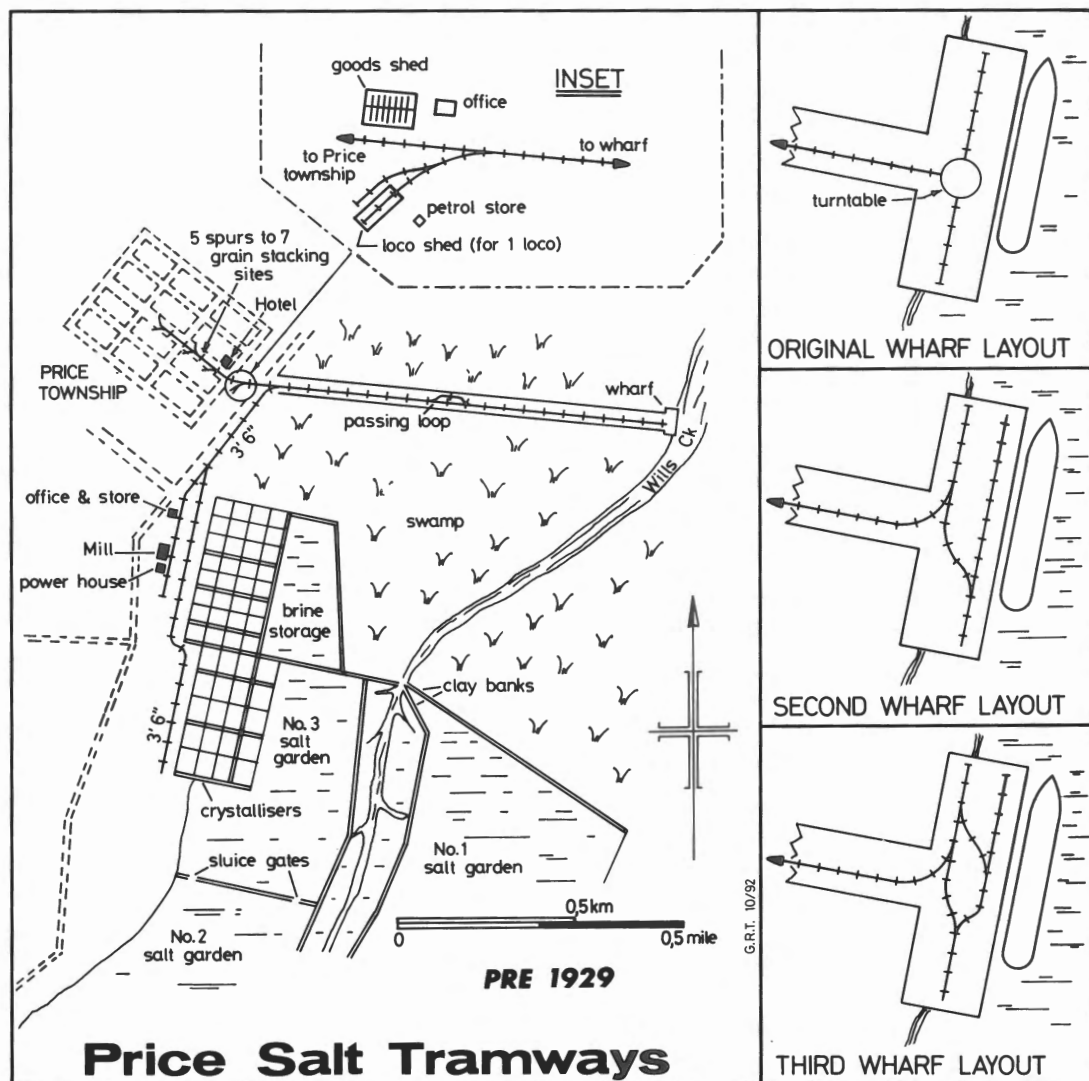 goods shed
INSET
office
to Price
township
to wharf
petrol store
loco shed (for 1 loco)
5 spurs to 7
grain stacking
sites
Hotel
PRICE
TOWNSHIP
wharf
passing loop
3' 6"
Wills Ck
office & store
swamp
Mill
power house
brine
storage
clay banks
3' 6"
No.3
salt
garden
crystallisers
No.1
salt garden
sluice gates
No.2
salt garden
0,5 km
0
0,5 mile
G.R.T. 10/92
PRE 1929
Price Salt Tramways
turntable
ORIGINAL WHARF LAYOUT
SECOND WHARF LAYOUT
THIRD WHARF LAYOUT